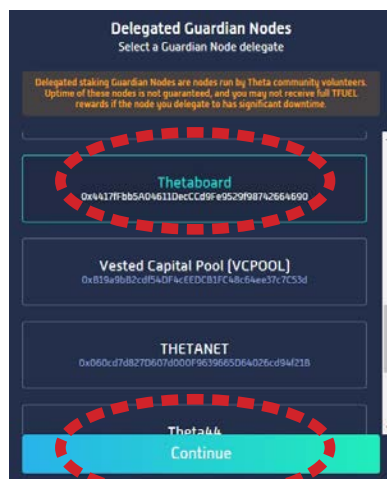 Delegated Guardian Nodes
Select a Guardian Node delegate
Delegated staking Guardian Nodes are nodes run by Theta community volunteers.
Uptime of these nodes is not guaranteed, and you may not receive full TFUEL
rewards if the node you delegate to has significant downtime.
Thetaboard
0x4417fFbb5A04611DecCCd9Fe9529f98742664690
Vested Capital Pool (VCPOOL)
0x819a9bB2cdf54DF4cEEDCB1FC48c64ee37c7C53d
THETANET
0x060cd7d827D607d000F9639665D64026cd94f21B
Theta44
Continue